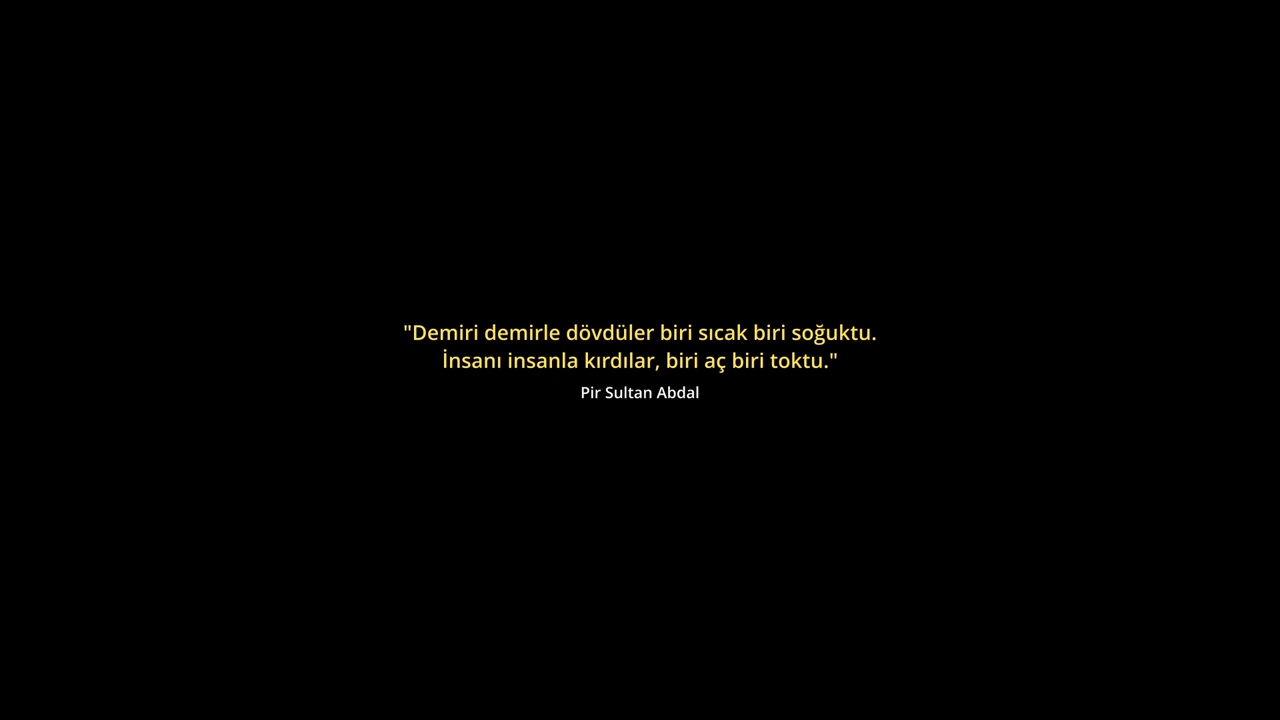 "Demiri demirle dövdüler biri sıcak biri soğuktu.
İnsanı insanla kırdılar, biri aç biri toktu."
Pir Sultan Abdal